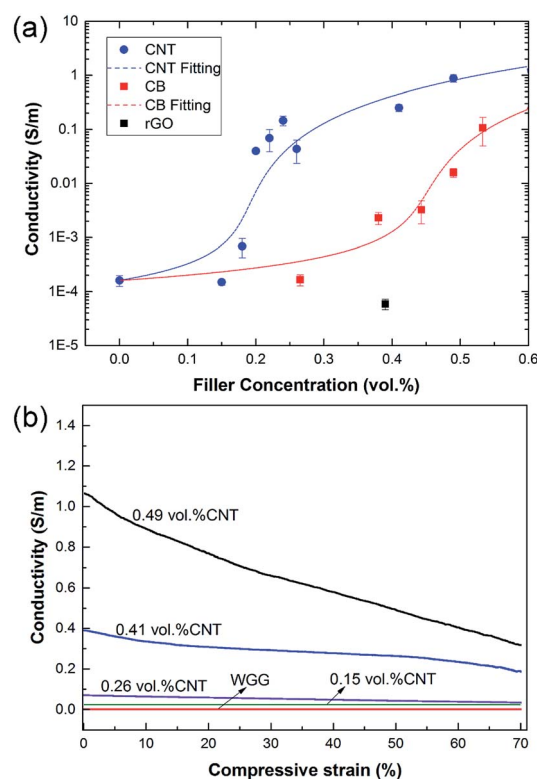 (a)
CNT
CNT Fitting
CB
CB Fitting
rGO
Conductivity (S/m)
10
1
0.1
0.01
1E-3
1E-4
1E-5
0.0 0.1 0.2 0.3 0.4 0.5 0.6
Filler Concentration (vol.%)
(b)
Conductivity (S/m)
1.4
1.2
1.0
0.8
0.6
0.4
0.2
0.0
0.49 vol.%CNT
0.41 vol.%CNT
0.26 vol.%CNT
WGG
0.15 vol.%CNT
0 10 20 30 40 50 60 70
Compressive strain (%)